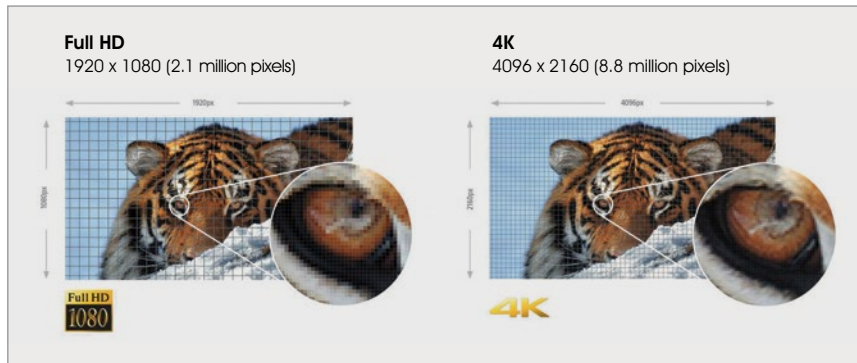 Full HD
1920 x 1080 (2.1 million pixels)
1920px
1080px
Full HD
1080
4K
4096 x 2160 (8.8 million pixels)
4096px
2160px
4K